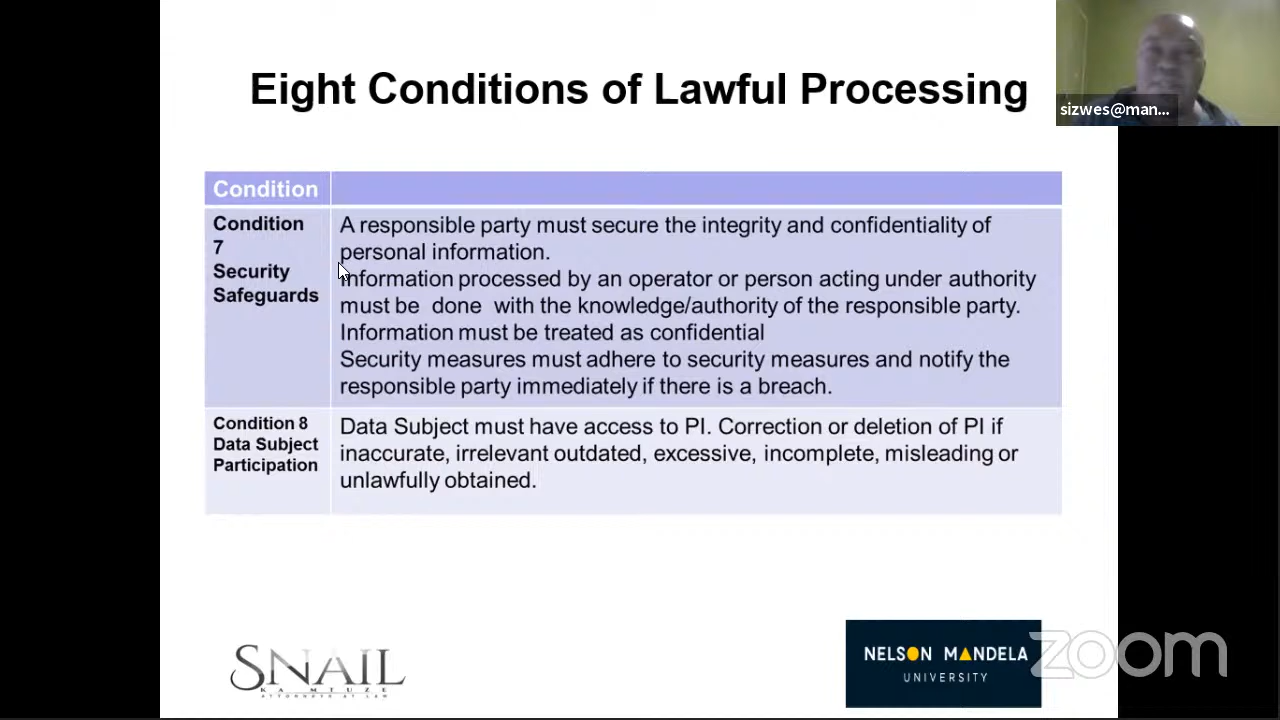 Eight Conditions of Lawful Processing
sizwes@man...
Condition
Condition
7
Security
Safeguards
A responsible party must secure the integrity and confidentiality of
personal information.
Information processed by an operator or person acting under authority
must be done with the knowledge/authority of the responsible party.
Information must be treated as confidential
Security measures must adhere to security measures and notify the
responsible party immediately if there is a breach.
Condition 8
Data Subject
Participation
Data Subject must have access to PI. Correction or deletion of PI if
inaccurate, irrelevant outdated, excessive, incomplete, misleading or
unlawfully obtained.
SNAIL
ATTORNEYS AT LAW
NELSON MANDELA
UNIVERSITY
zoom